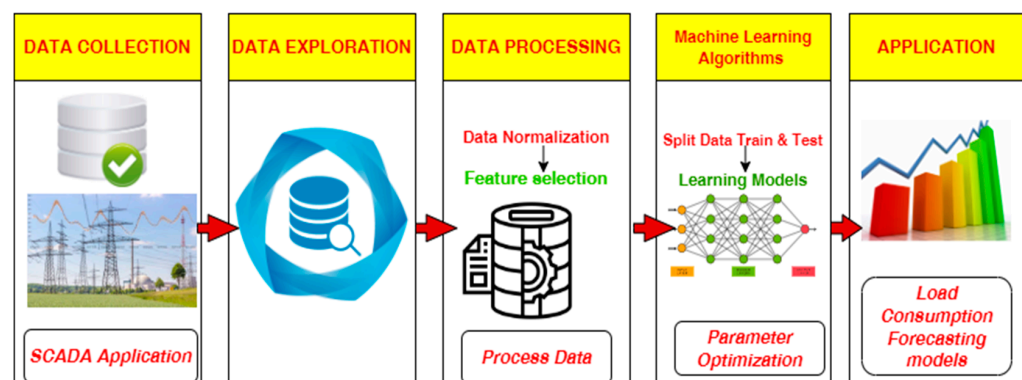 DATA COLLECTION
SCADA Application
DATA EXPLORATION
DATA PROCESSING
Data Normalization
Feature selection
Process Data
Machine Learning
Algorithms
Split Data Train & Test
Learning Models
Parameter
Optimization
APPLICATION
Load
Consumption
Forecasting
models